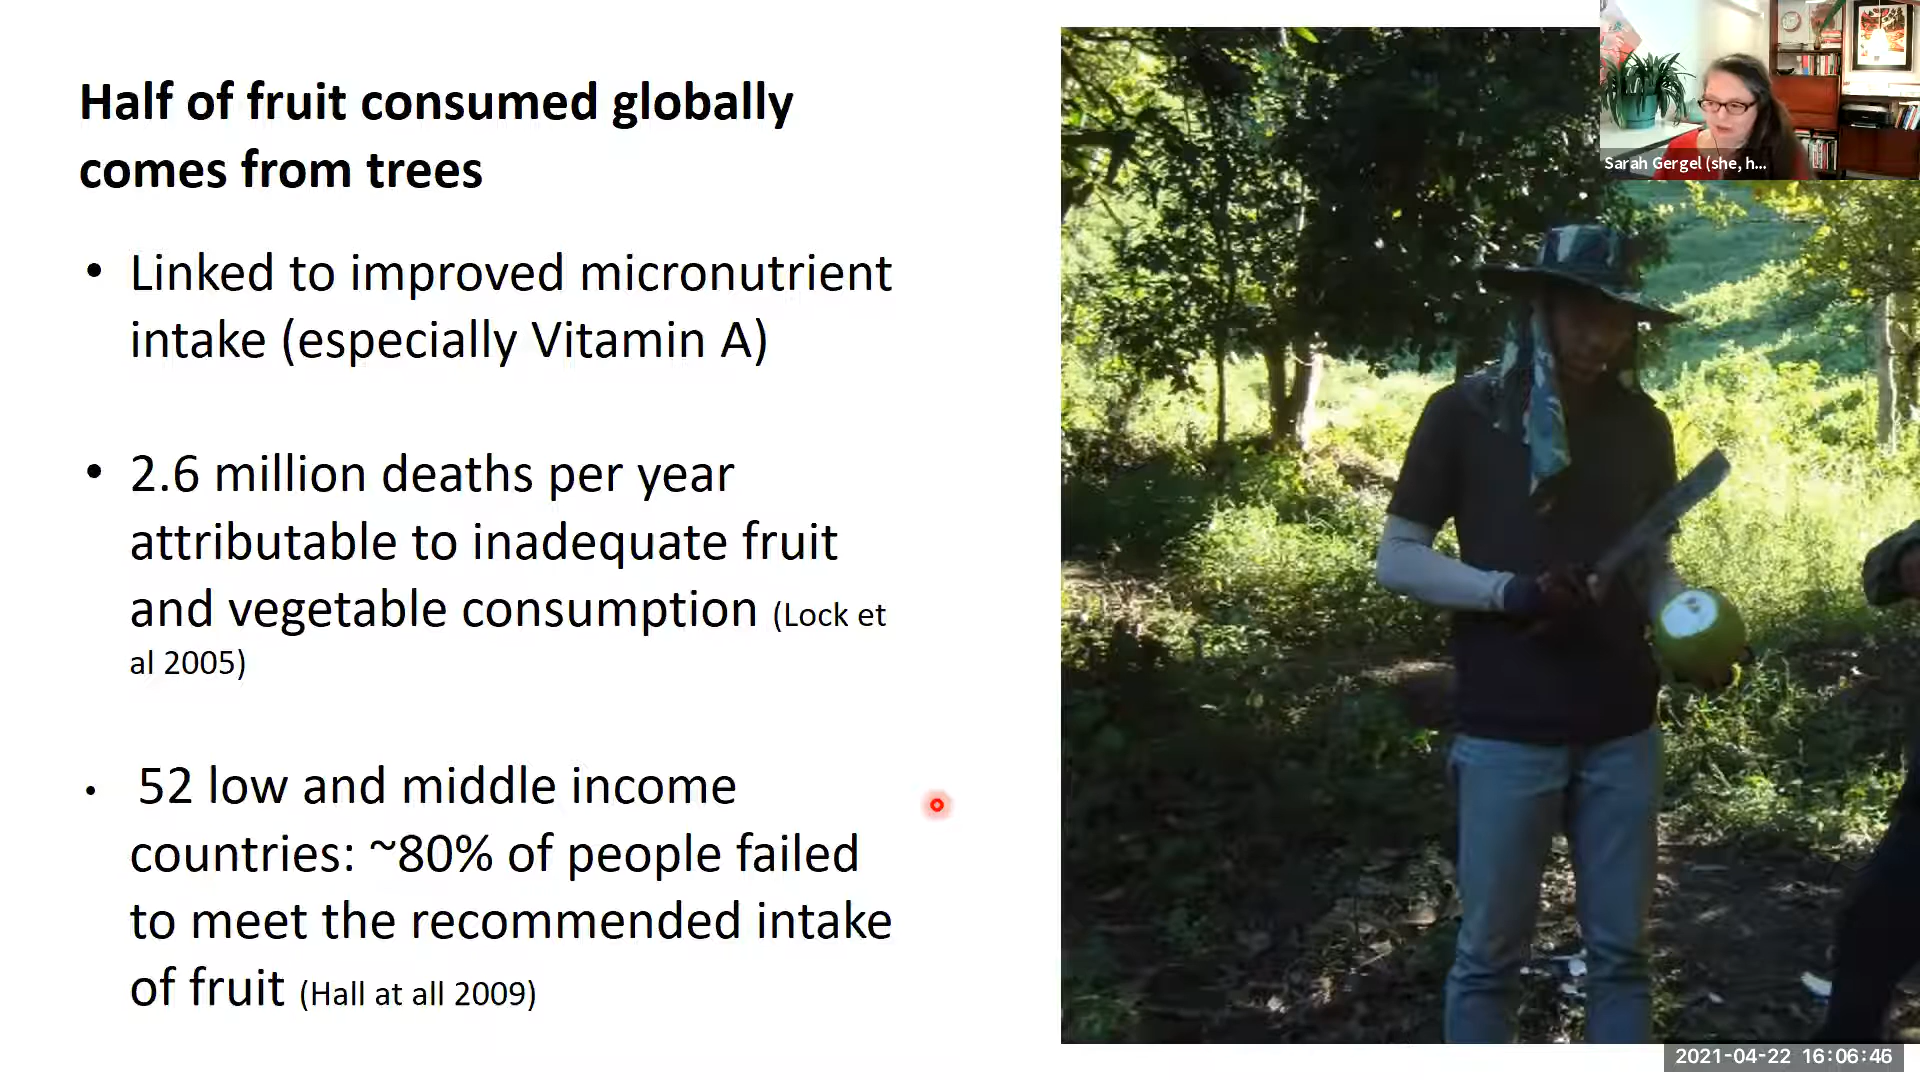 Half of fruit consumed globally
comes from trees
• Linked to improved micronutrient
intake (especially Vitamin A)
• 2.6 million deaths per year
attributable to inadequate fruit
and vegetable consumption (Lock et
al 2005)
• 52 low and middle income
countries: ~80% of people failed
to meet the recommended intake
of fruit (Hall at all 2009)
Sarah Gergel (she, h...
2021-04-22 16:06:46